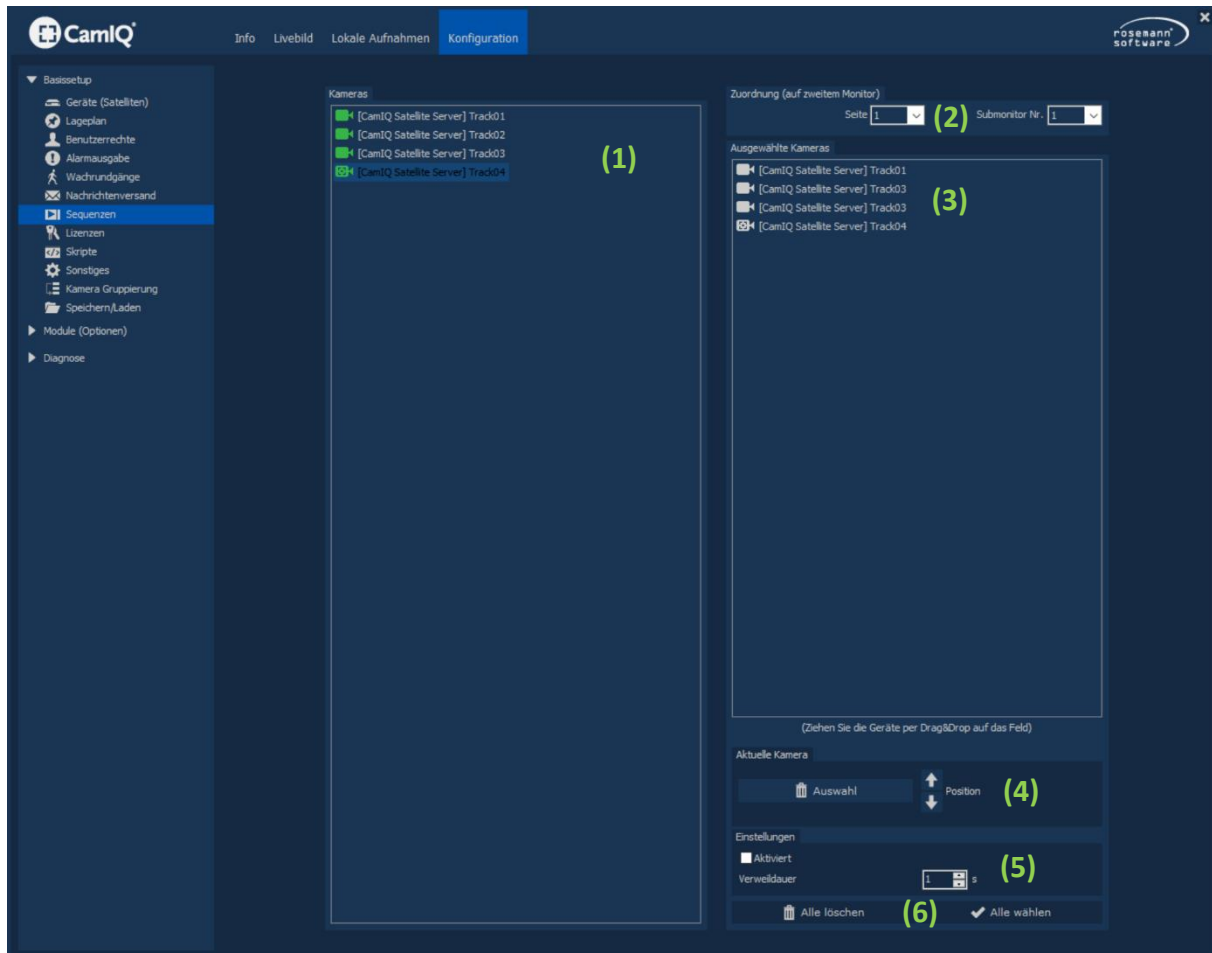 CamIQ
Info Livebild Lokale Aufnahmen Konfiguration
rosemann
software
Basissetup
Geräte (Satelliten)
Lageplan
Benutzerrechte
Alarmausgabe
Wachrundgänge
Nachrichtenversand
Sequenzen
Lizenzen
Skripte
Sonstiges
Kamera Gruppierung
Speichern/Laden
Module (Optionen)
Diagnose
Kameras
[CamIQ Satellite Server] Track01
[CamIQ Satellite Server] Track02
[CamIQ Satellite Server] Track03
[CamIQ Satellite Server] Track04
(1)
Zuordnung (auf zweitem Monitor)
Seite 1 (2) Submonitor Nr. 1
Ausgewählte Kameras
[CamIQ Satellite Server] Track01
[CamIQ Satellite Server] Track03
[CamIQ Satellite Server] Track03
[CamIQ Satellite Server] Track04
(3)
(Ziehen Sie die Geräte per Drag&Drop auf das Feld)
Aktuelle Kamera
Auswahl Position (4)
Einstellungen
Aktiviert
Verweildauer 1 s (5)
Alle löschen (6) Alle wählen